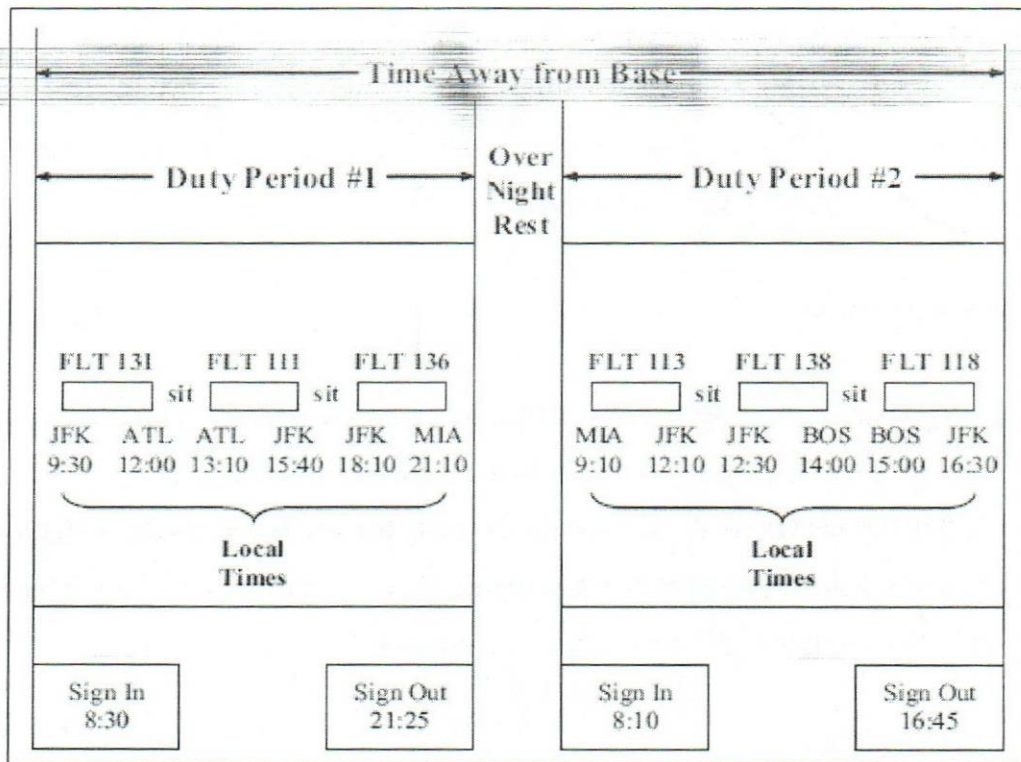 Time Away from Base
Duty Period #1
Over
Night
Rest
Duty Period #2
FLT 131 FLT 111 FLT 136
sit sit
JFK ATL ATL JFK JFK MIA
9:30 12:00 13:10 15:40 18:10 21:10
Local
Times
FLT 113 FLT 138 FLT 118
sit sit
MIA JFK JFK BOS BOS JFK
9:10 12:10 12:30 14:00 15:00 16:30
Local
Times
Sign In
8:30
Sign Out
21:25
Sign In
8:10
Sign Out
16:45